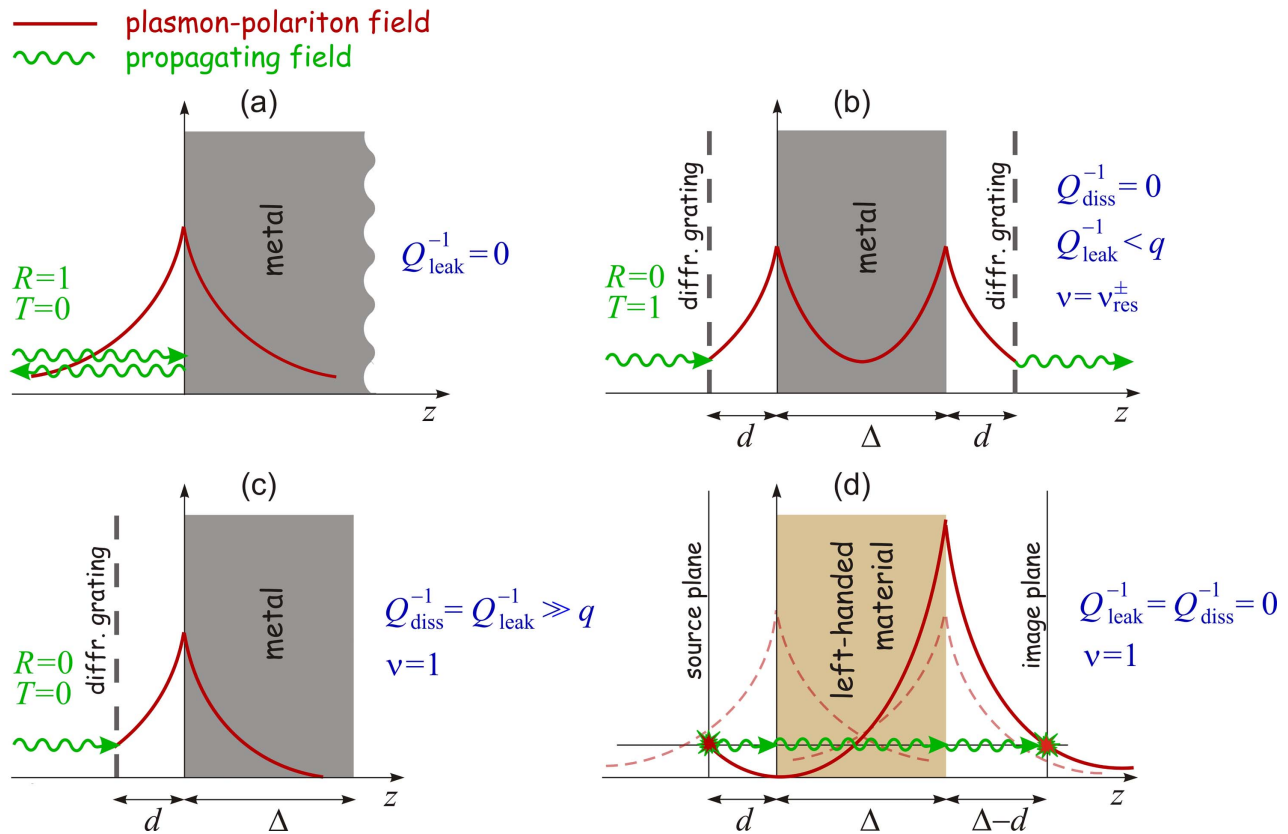 plasmon-polariton field
propagating field
(a)
metal
Q⁻¹leak = 0
R=1
T=0
z
(b)
diffr. grating
metal
diffr. grating
Q⁻¹diss = 0
Q⁻¹leak < q
ν = ν±res
R=0
T=1
z
d
Δ
d
(c)
diffr. grating
metal
Q⁻¹diss = Q⁻¹leak ≫ q
ν=1
R=0
T=0
z
d
Δ
(d)
source plane
left-handed
material
image plane
Q⁻¹leak = Q⁻¹diss = 0
ν=1
z
d
Δ
Δ−d